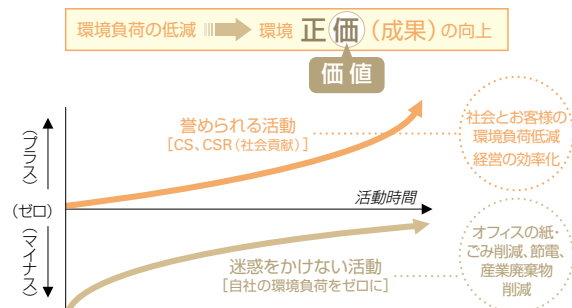 環境負荷の低減 環境 正価(成果)の向上
価値
(プラス)
(ゼロ)
(マイナス)
誉められる活動
[CS、CSR(社会貢献)]
社会とお客様の
環境負荷低減
経営の効率化
活動時間
迷惑をかけない活動
[自社の環境負荷をゼロに]
オフィスの紙・
ごみ削減、節電、
産業廃棄物
削減